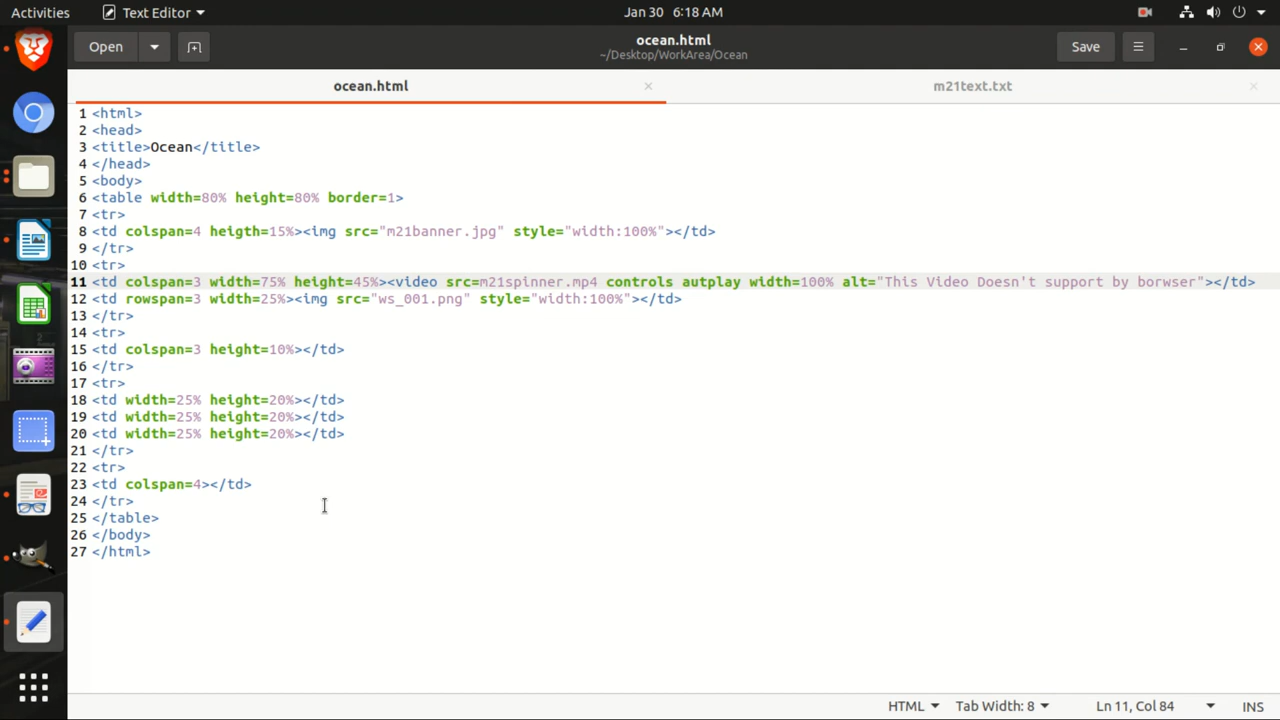 Activities Text Editor Jan 30 6:18 AM
Open ocean.html Save
~/Desktop/WorkArea/Ocean
ocean.html m21text.txt
1 <html>
2 <head>
3 <title>Ocean</title>
4 </head>
5 <body>
6 <table width=80% height=80% border=1>
7 <tr>
8 <td colspan=4 heigth=15%><img src="m21banner.jpg" style="width:100%"></td>
9 </tr>
10 <tr>
11 <td colspan=3 width=75% height=45%><video src=m21spinner.mp4 controls autplay width=100% alt="This Video Doesn't support by borwser"></td>
12 <td rowspan=3 width=25%><img src="ws_001.png" style="width:100%"></td>
13 </tr>
14 <tr>
15 <td colspan=3 height=10%></td>
16 </tr>
17 <tr>
18 <td width=25% height=20%></td>
19 <td width=25% height=20%></td>
20 <td width=25% height=20%></td>
21 </tr>
22 <tr>
23 <td colspan=4></td>
24 </tr>
25 </table>
26 </body>
27 </html>
HTML Tab Width: 8 Ln 11, Col 84 INS